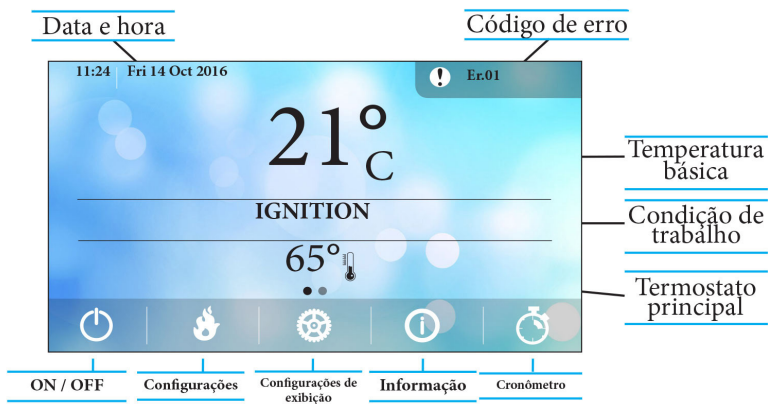 Data e hora
Código de erro
11:24 Fri 14 Oct 2016
Er.01
21°C
Temperatura
básica
IGNITION
Condição de
trabalho
65°
Termostato
principal
ON / OFF
Configurações
Configurações de
exibição
Informação
Cronômetro